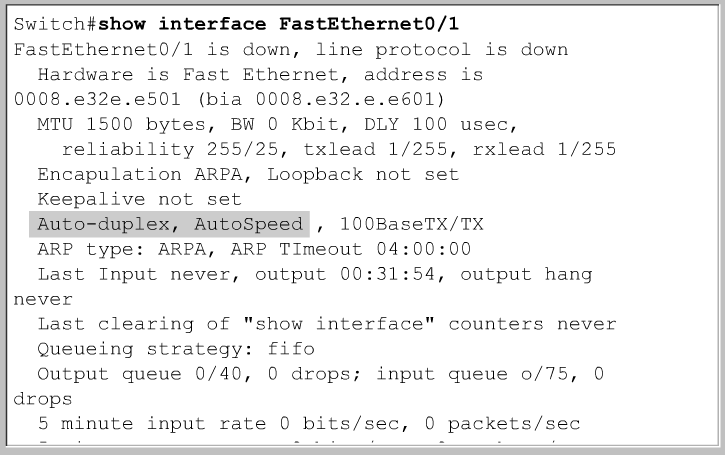 Switch#show interface FastEthernet0/1
FastEthernet0/1 is down, line protocol is down
Hardware is Fast Ethernet, address is
0008.e32e.e501 (bia 0008.e32.e.e601)
MTU 1500 bytes, BW 0 Kbit, DLY 100 usec,
reliability 255/25, txlead 1/255, rxlead 1/255
Encapulation ARPA, Loopback not set
Keepalive not set
Auto-duplex, AutoSpeed , 100BaseTX/TX
ARP type: ARPA, ARP TImeout 04:00:00
Last Input never, output 00:31:54, output hang
never
Last clearing of "show interface" counters never
Queueing strategy: fifo
Output queue 0/40, 0 drops; input queue o/75, 0
drops
5 minute input rate 0 bits/sec, 0 packets/sec